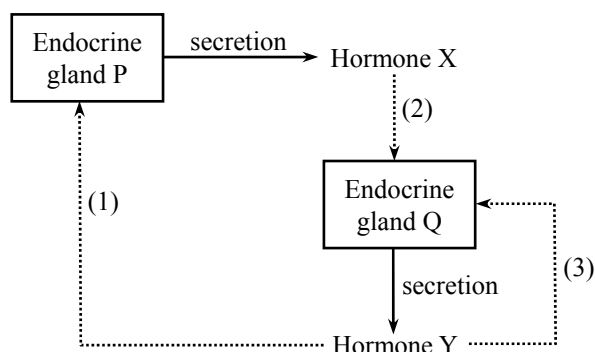 Endocrine
gland P
secretion
Hormone X
(2)
(1)
Endocrine
gland Q
(3)
secretion
Hormone Y